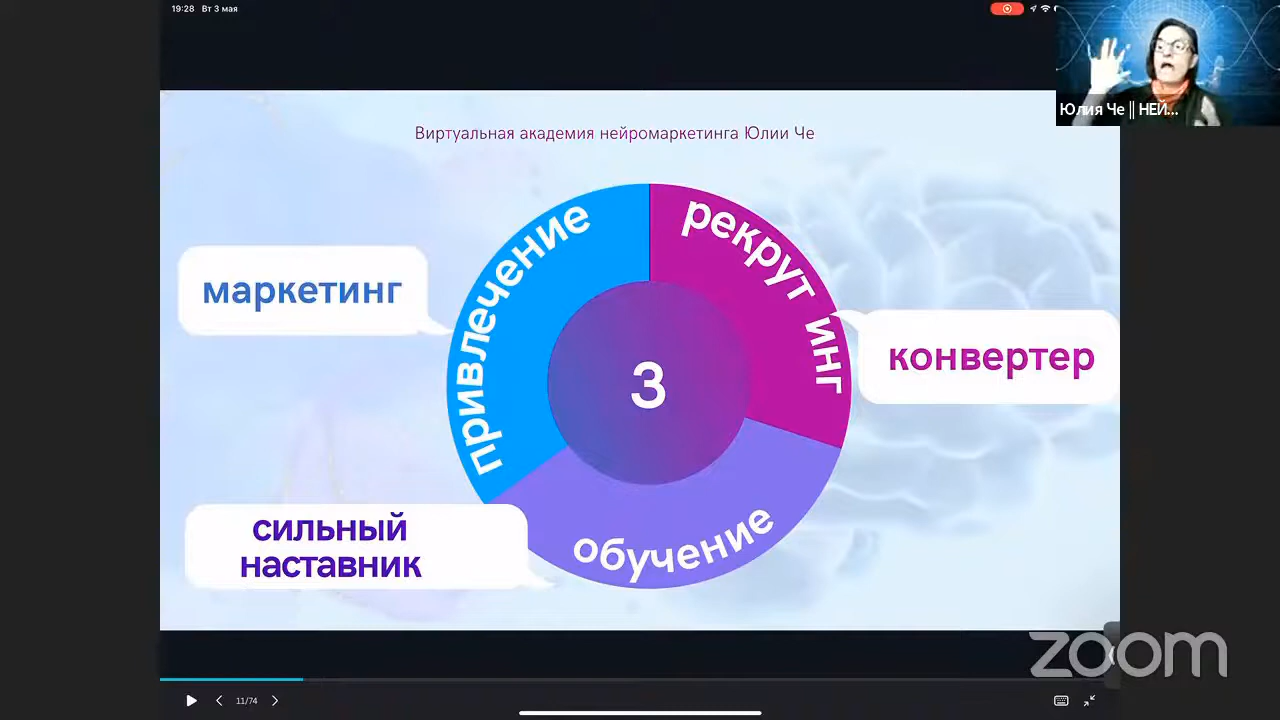 19:28 Вт 3 мая
Юлия Че || НЕЙ...
Виртуальная академия нейромаркетинга Юлии Че
привлечение
рекрут инг
маркетинг
конвертер
3
сильный
наставник
обучение
zoom
11/74